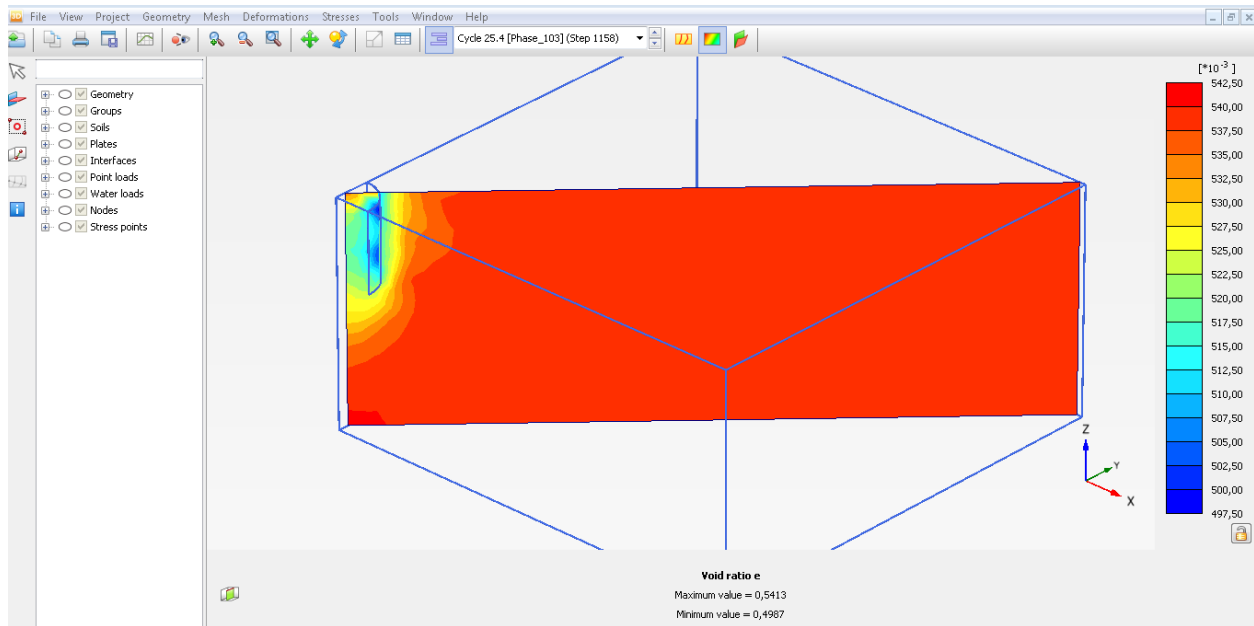 File View Project Geometry Mesh Deformations Stresses Tools Window Help
Cycle 25.4 [Phase_103] (Step 1158)
Geometry
Groups
Soils
Plates
Interfaces
Point loads
Water loads
Nodes
Stress points
[*10-3 ]
542,50
540,00
537,50
535,00
532,50
530,00
527,50
525,00
522,50
520,00
517,50
515,00
512,50
510,00
507,50
505,00
502,50
500,00
497,50
Z
Y
X
Void ratio e
Maximum value = 0,5413
Minimum value = 0,4987